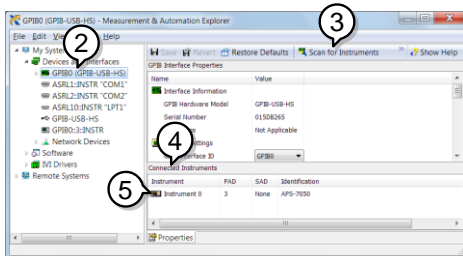 GPIB0 (GPIB-USB-HS) - Measurement & Automation Explorer
File Edit Help
2
3
My System
Devices and Interfaces
GPIB0 (GPIB-USB-HS)
ASRL1::INSTR "COM1"
ASRL2::INSTR "COM2"
ASRL10::INSTR "LPT1"
GPIB-USB-HS
GPIB0::3::INSTR
Network Devices
Software
IVI Drivers
Remote Systems
Save Revert Restore Defaults Scan for Instruments » Show Help
GPIB Interface Properties
Name Value
Interface Information
GPIB Hardware Model GPIB-USB-HS
Serial Number 015D8265
Not Applicable
GPIB0
4
Connected Instruments
Instrument PAD SAD Identification
5
Instrument 0 3 None APS-7050
Properties